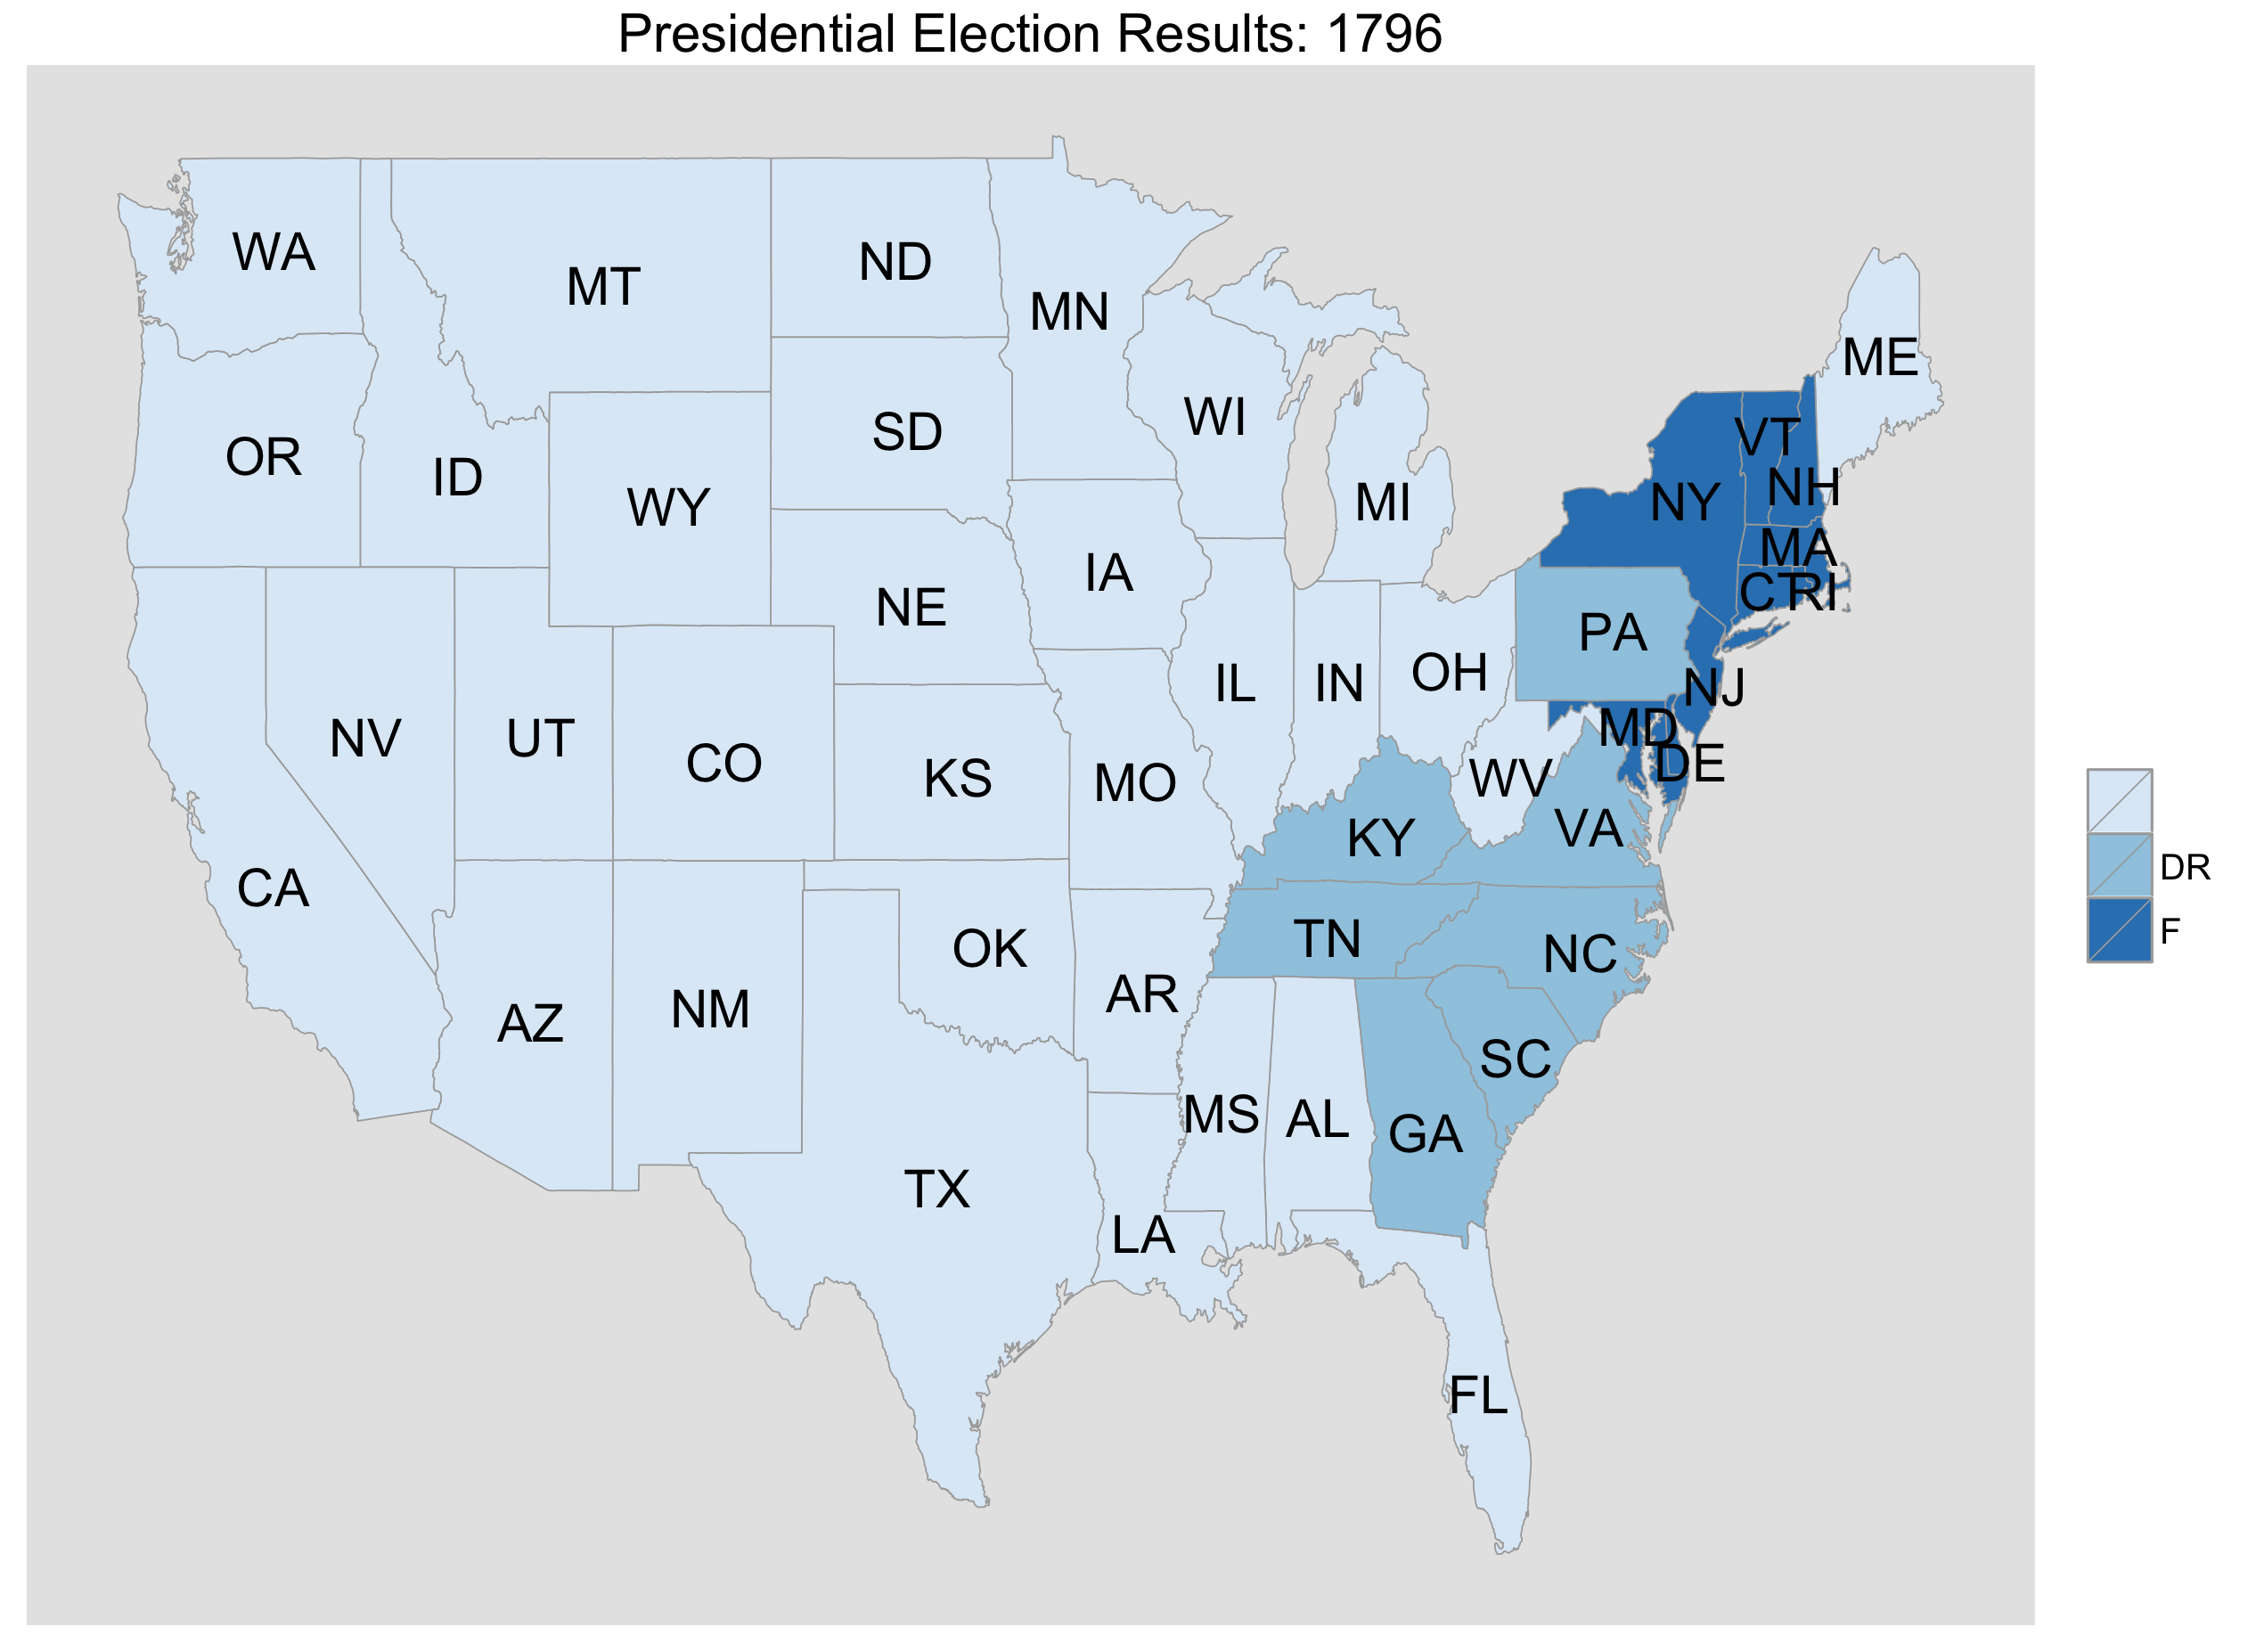 Presidential Election Results: 1796
WA
MT
ND
MN
ME
OR
ID
WY
SD
WI
MI
VT
NH
NY
MA
CT
RI
IA
NE
PA
NJ
NV
UT
CO
KS
MO
IL
IN
OH
MD
DE
WV
VA
KY
CA
DR
F
OK
AR
TN
NC
AZ
NM
SC
MS
AL
GA
TX
LA
FL